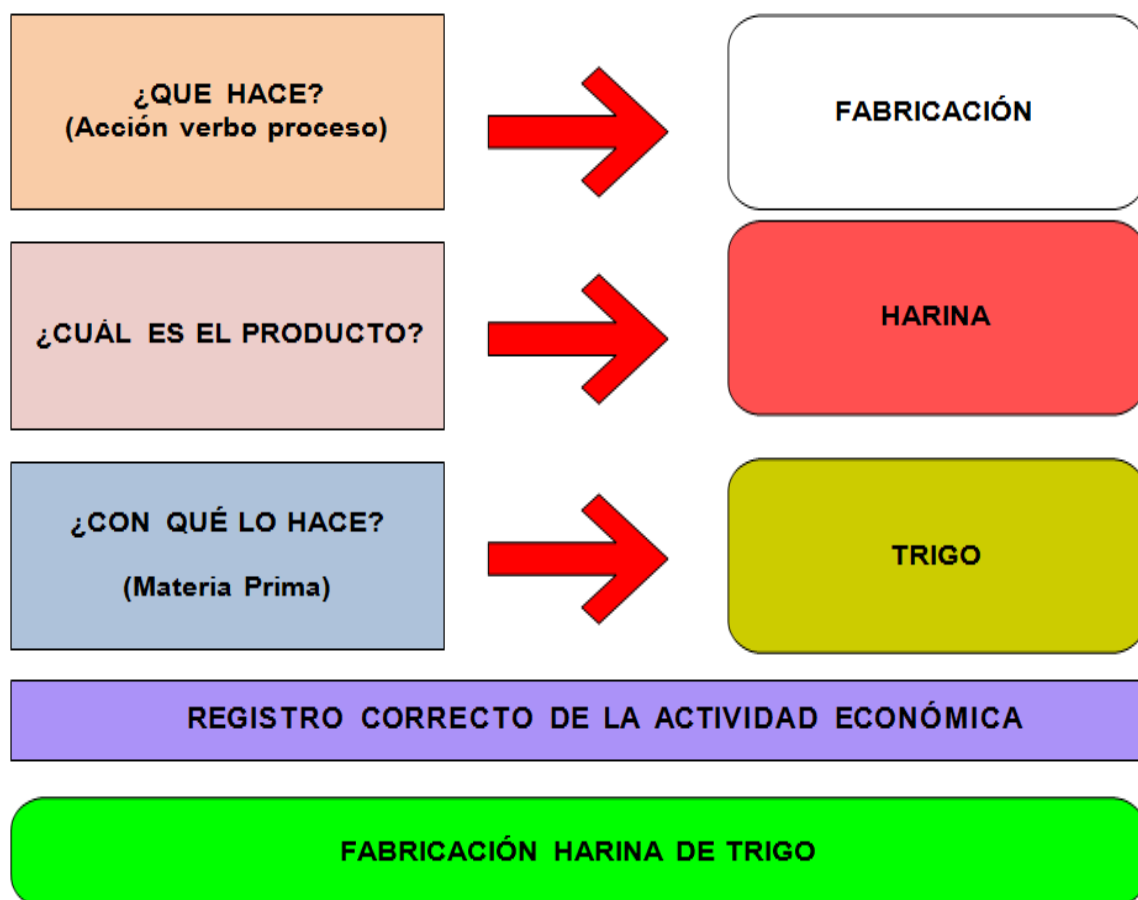 ¿QUE HACE?
(Acción verbo proceso)
FABRICACIÓN
¿CUÁL ES EL PRODUCTO?
HARINA
¿CON QUÉ LO HACE?
(Materia Prima)
TRIGO
REGISTRO CORRECTO DE LA ACTIVIDAD ECONÓMICA
FABRICACIÓN HARINA DE TRIGO